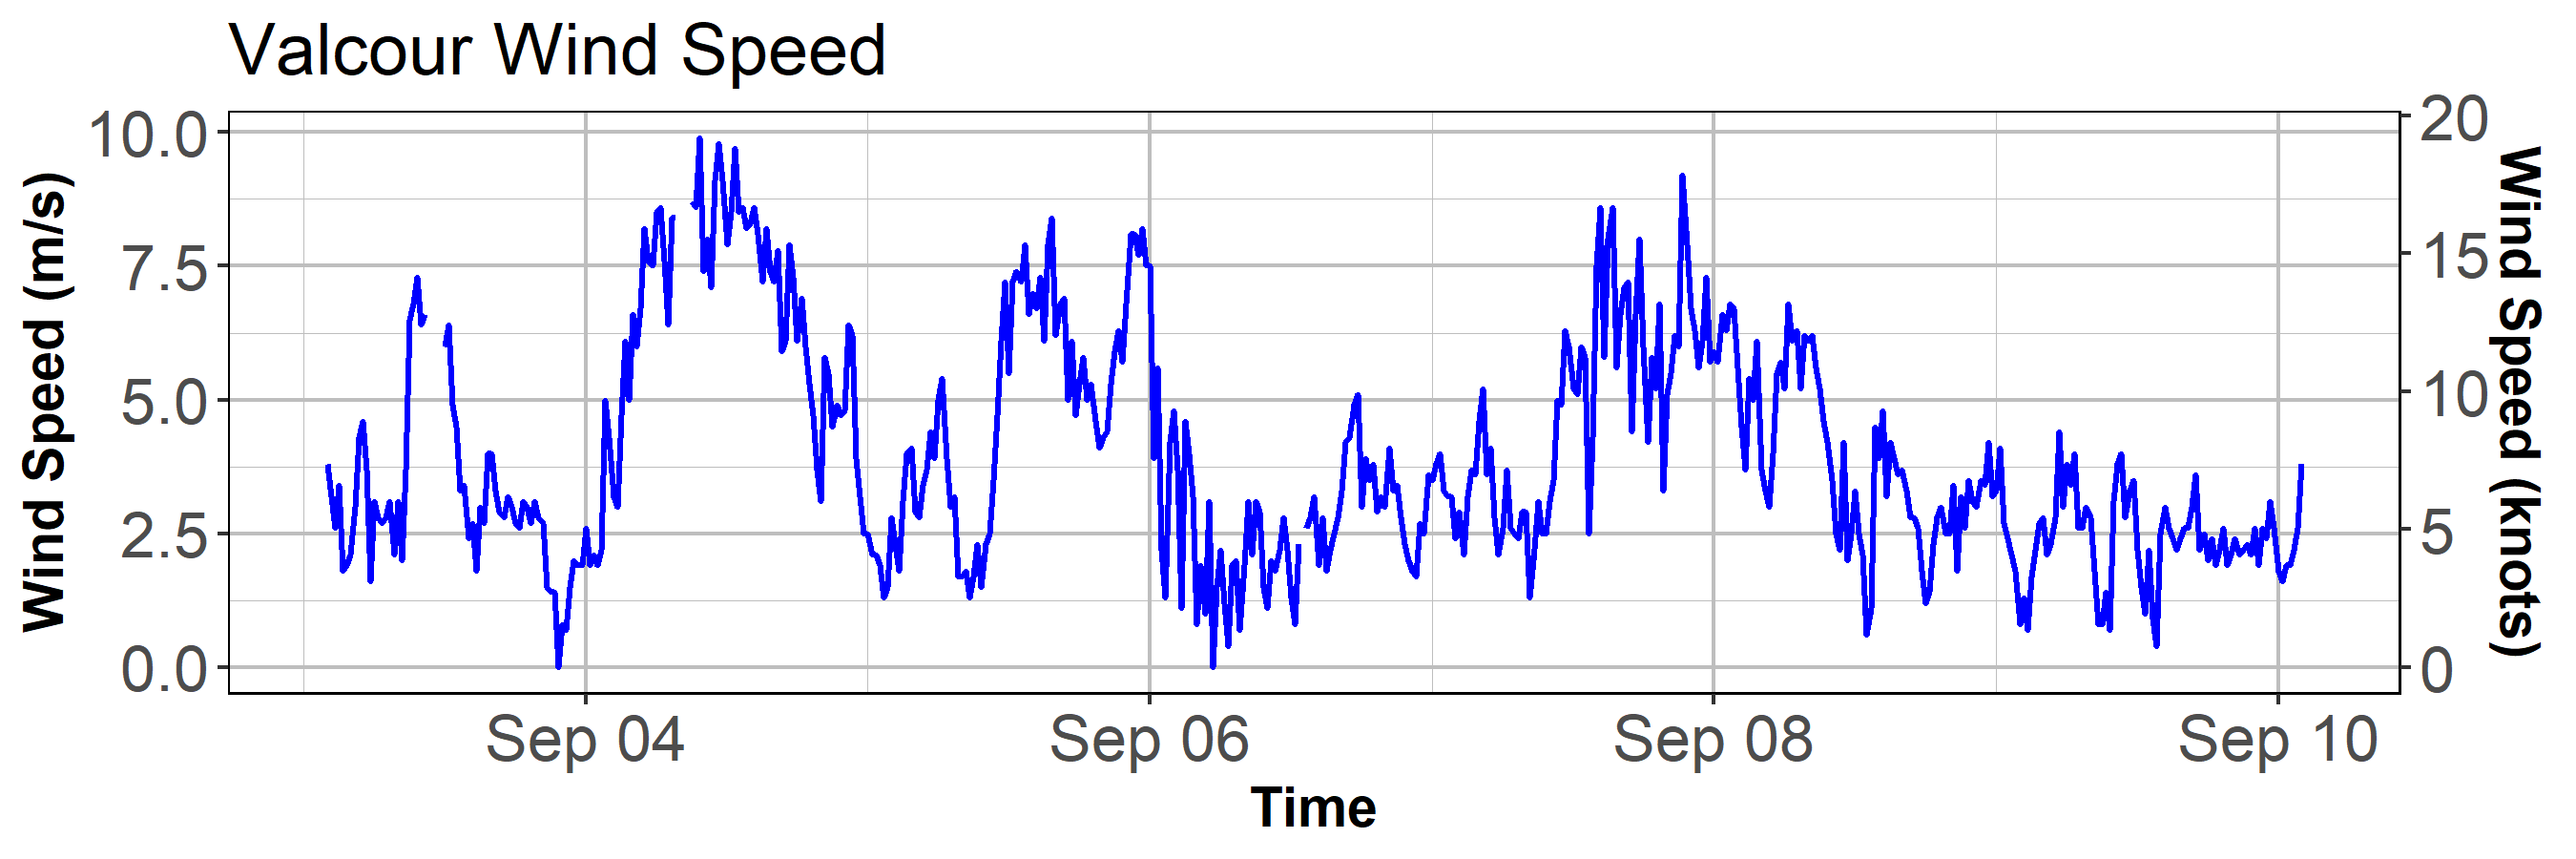 Valcour Wind Speed
Wind Speed (m/s)
10.0
7.5
5.0
2.5
0.0
20
15
10
5
0
Wind Speed (knots)
Sep 04 Sep 06 Sep 08 Sep 10
Time